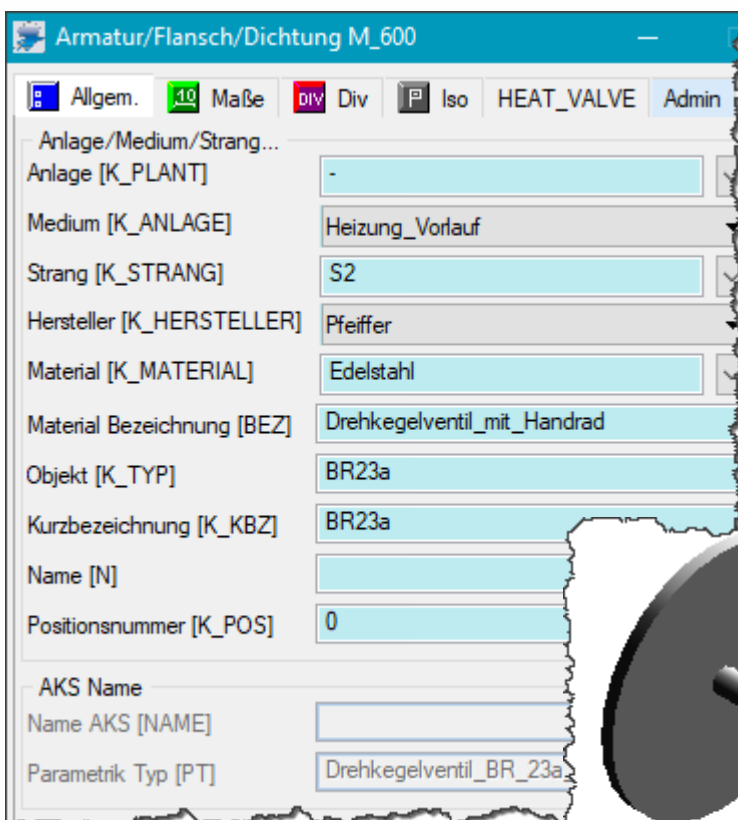 Armatur/Flansch/Dichtung M_600
Allgem. 10 Maße DIV Div P Iso HEAT_VALVE Admin
Anlage/Medium/Strang...
Anlage [K_PLANT] -
Medium [K_ANLAGE] Heizung_Vorlauf
Strang [K_STRANG] S2
Hersteller [K_HERSTELLER] Pfeiffer
Material [K_MATERIAL] Edelstahl
Material Bezeichnung [BEZ] Drehkegelventil_mit_Handrad
Objekt [K_TYP] BR23a
Kurzbezeichnung [K_KBZ] BR23a
Name [N]
Positionsnummer [K_POS] 0
AKS Name
Name AKS [NAME]
Parametrik Typ [PT] Drehkegelventil_BR_23a_